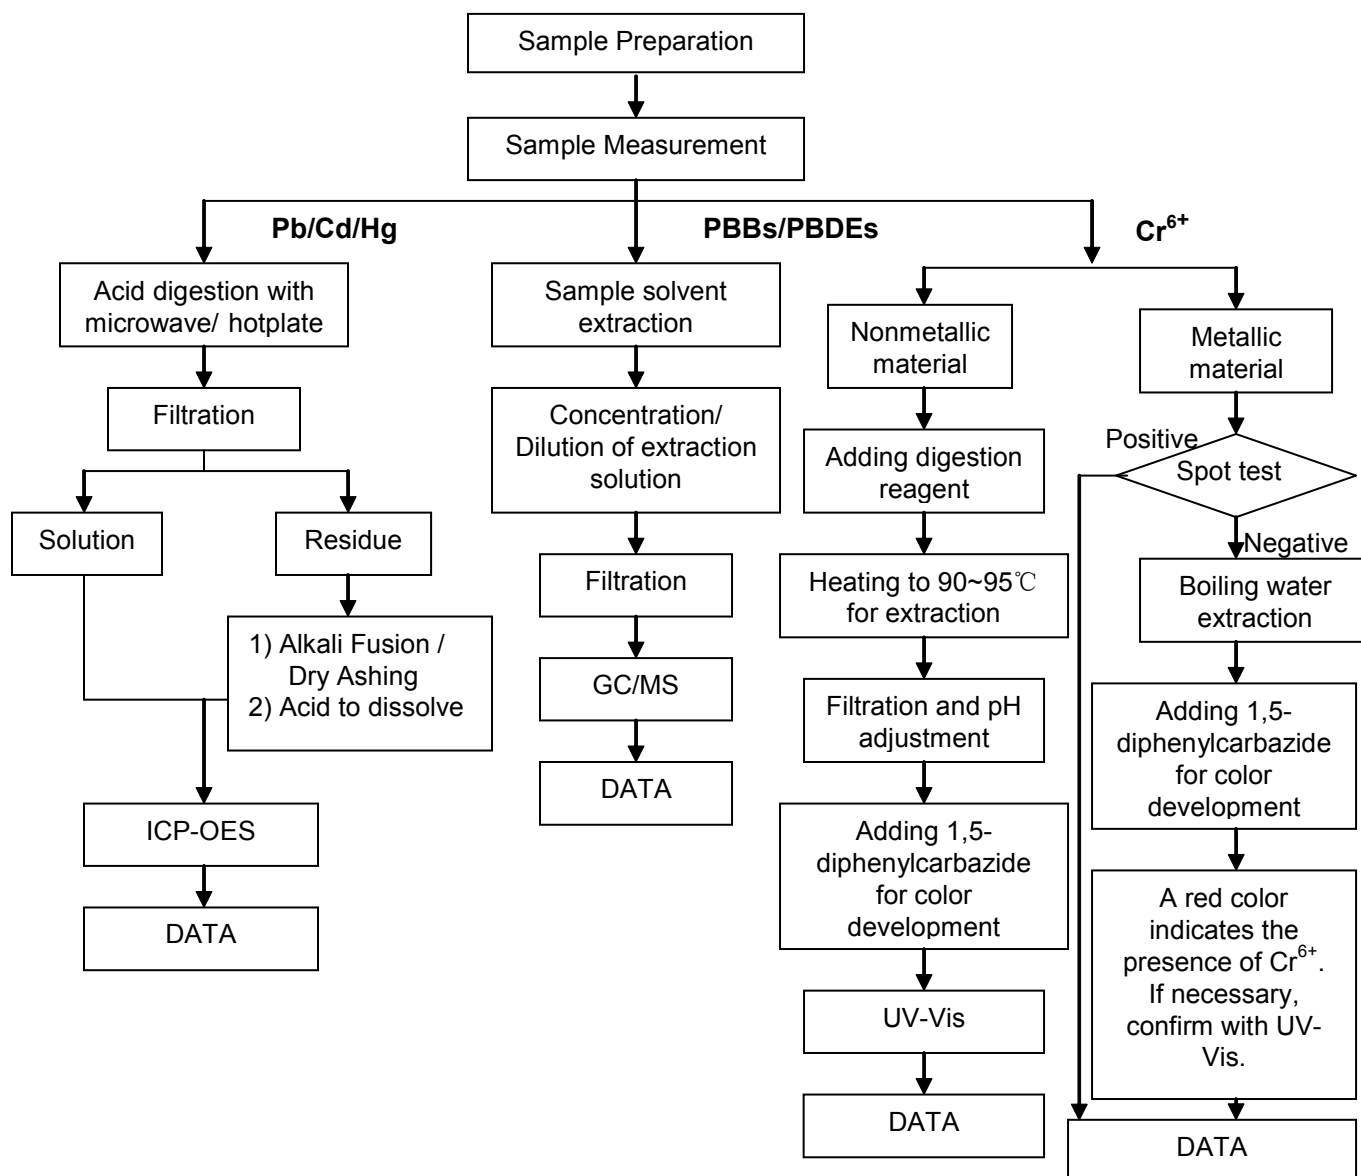 Sample Preparation
Sample Measurement
Pb/Cd/Hg
PBBs/PBDEs
Cr⁶⁺
Acid digestion with
microwave/ hotplate
Filtration
Solution
Residue
1) Alkali Fusion /
Dry Ashing
2) Acid to dissolve
ICP-OES
DATA
Sample solvent
extraction
Concentration/
Dilution of extraction
solution
Filtration
GC/MS
DATA
Nonmetallic
material
Adding digestion
reagent
Heating to 90~95℃
for extraction
Filtration and pH
adjustment
Adding 1,5-
diphenylcarbazide
for color
development
UV-Vis
DATA
Metallic
material
Positive
Spot test
Negative
Boiling water
extraction
Adding 1,5-
diphenylcarbazide
for color
development
A red color
indicates the
presence of Cr⁶⁺.
If necessary,
confirm with UV-
Vis.
DATA